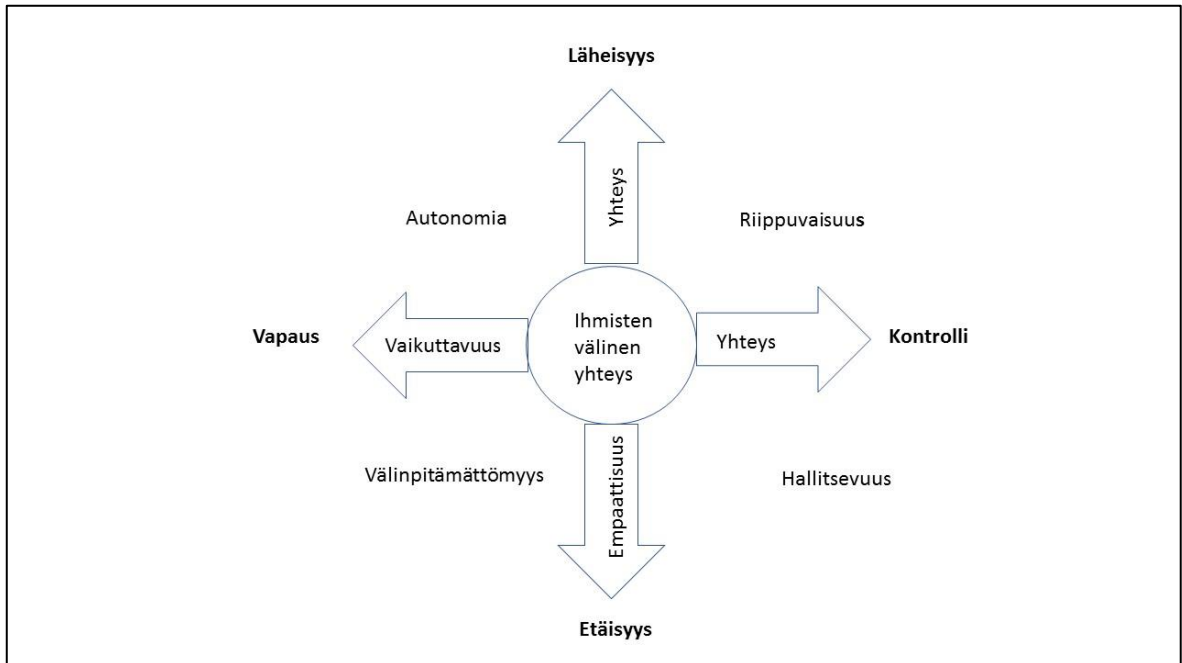 Läheisyys
Yhteys
Autonomia
Riippuvaisuus
Vapaus
Vaikuttavuus
Ihmisten
välinen
yhteys
Yhteys
Kontrolli
Välinpitämättömyys
Empaattisuus
Hallitsevuus
Etäisyys